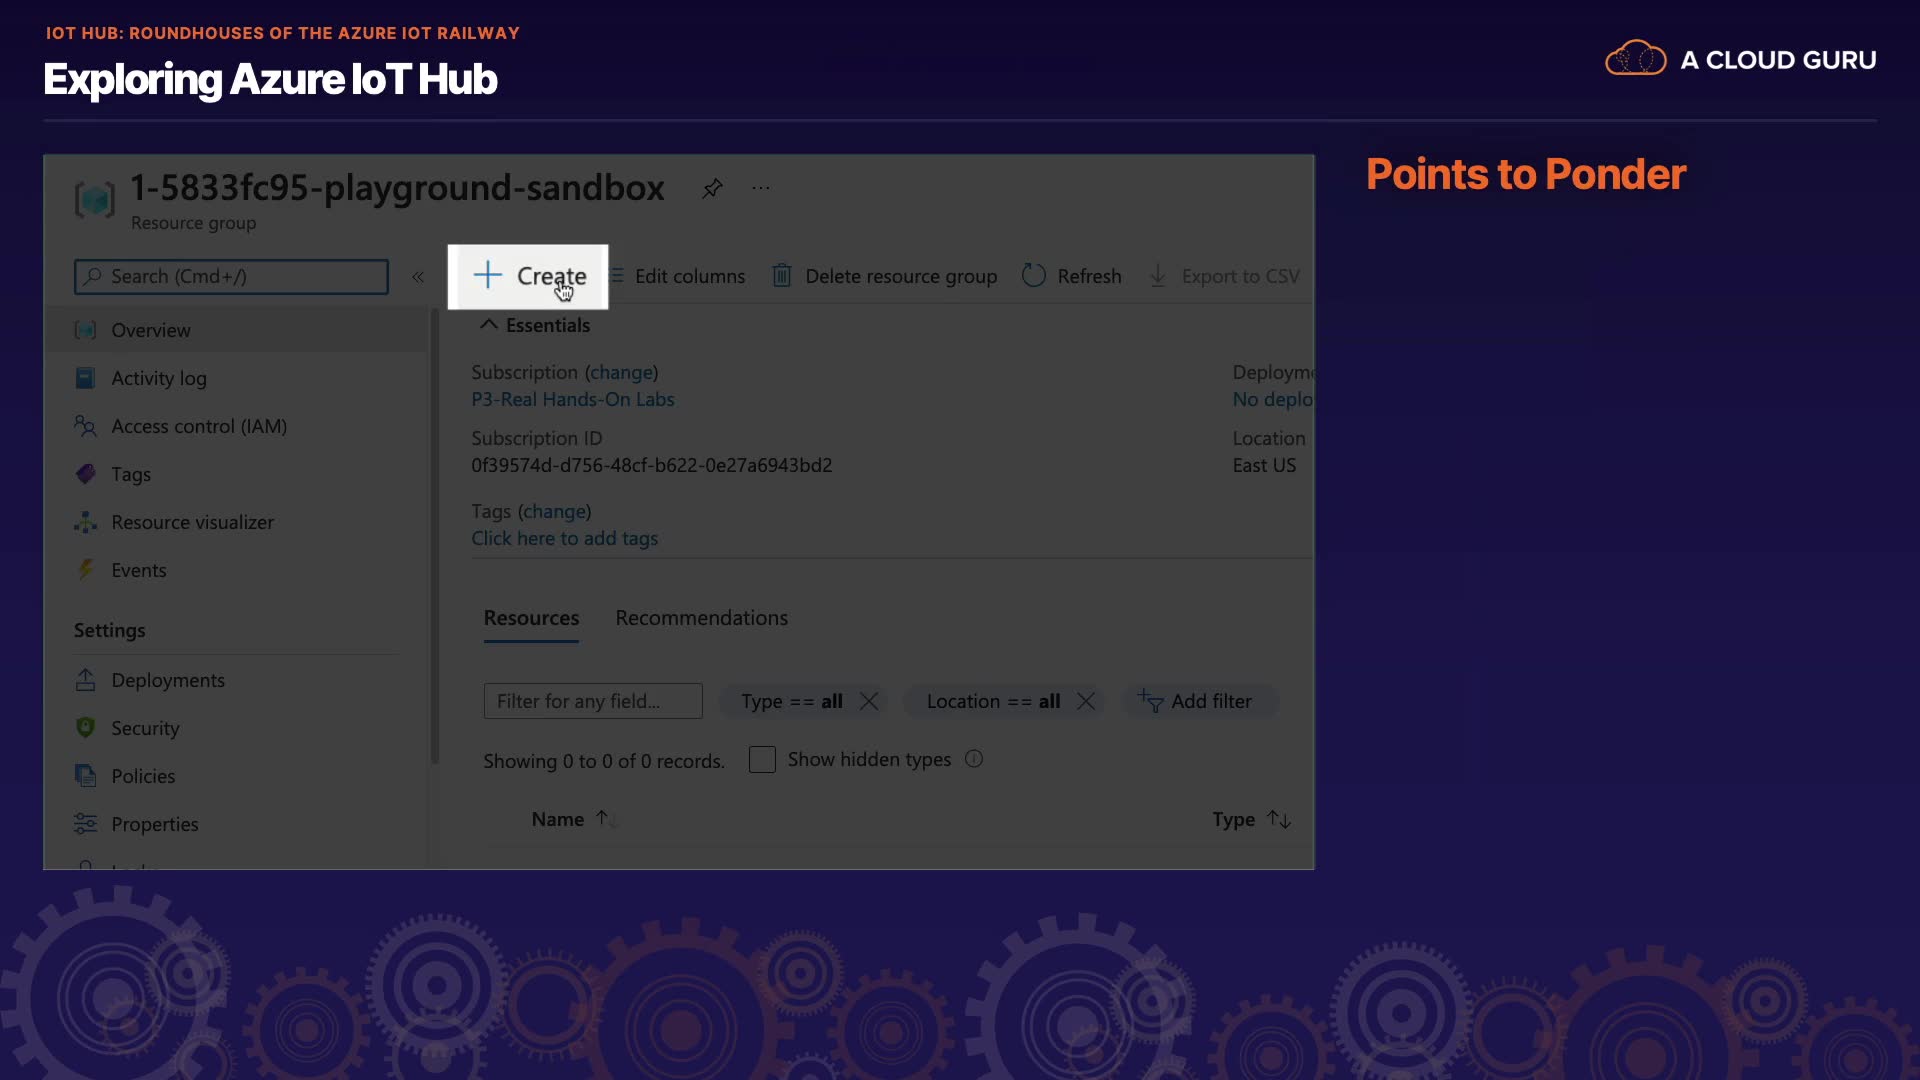 IOT HUB: ROUNDHOUSES OF THE AZURE IOT RAILWAY
Exploring Azure IoT Hub
A CLOUD GURU
1-5833fc95-playground-sandbox
Resource group
Points to Ponder
Search (Cmd+/)
Create
Edit columns
Delete resource group
Refresh
Export to CSV
Overview
Activity log
Access control (IAM)
Tags
Resource visualizer
Events
Settings
Deployments
Security
Policies
Properties
Essentials
Subscription (change)
P3-Real Hands-On Labs
Subscription ID
0f39574d-d756-48cf-b622-0e27a6943bd2
Tags (change)
Click here to add tags
Deployme
No deplo
Location
East US
Resources
Recommendations
Filter for any field...
Type == all
Location == all
Add filter
Showing 0 to 0 of 0 records.
Show hidden types
Name
Type